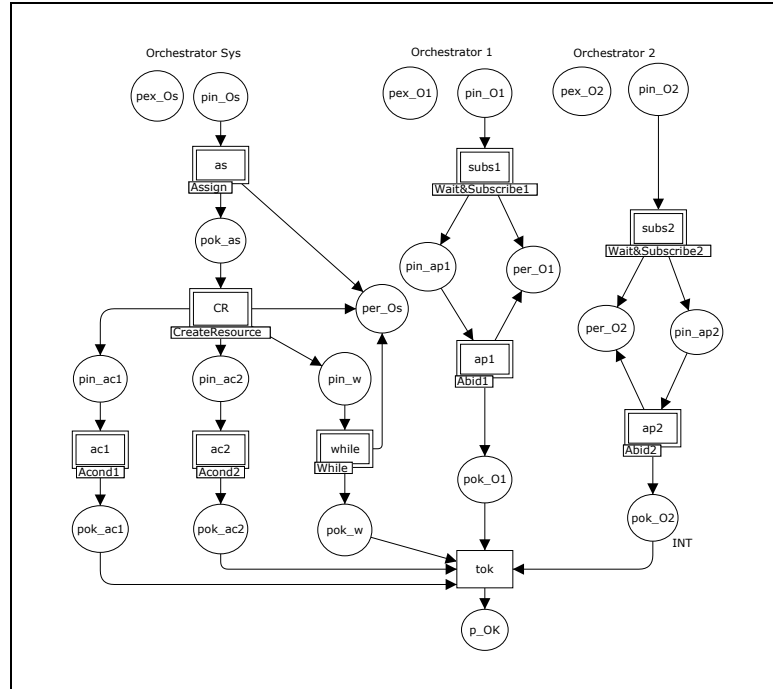 Orchestrator Sys
Orchestrator 1
Orchestrator 2
pex_Os
pin_Os
pex_O1
pin_O1
pex_O2
pin_O2
as
Assign
subs1
Wait&Subscribe1
subs2
Wait&Subscribe2
pok_as
pin_ap1
per_O1
CR
CreateResource
per_Os
per_O2
pin_ap2
pin_ac1
pin_ac2
pin_w
ap1
Abid1
ac1
Acond1
ac2
Acond2
while
While
ap2
Abid2
pok_ac1
pok_ac2
pok_w
pok_O1
pok_O2
INT
tok
p_OK